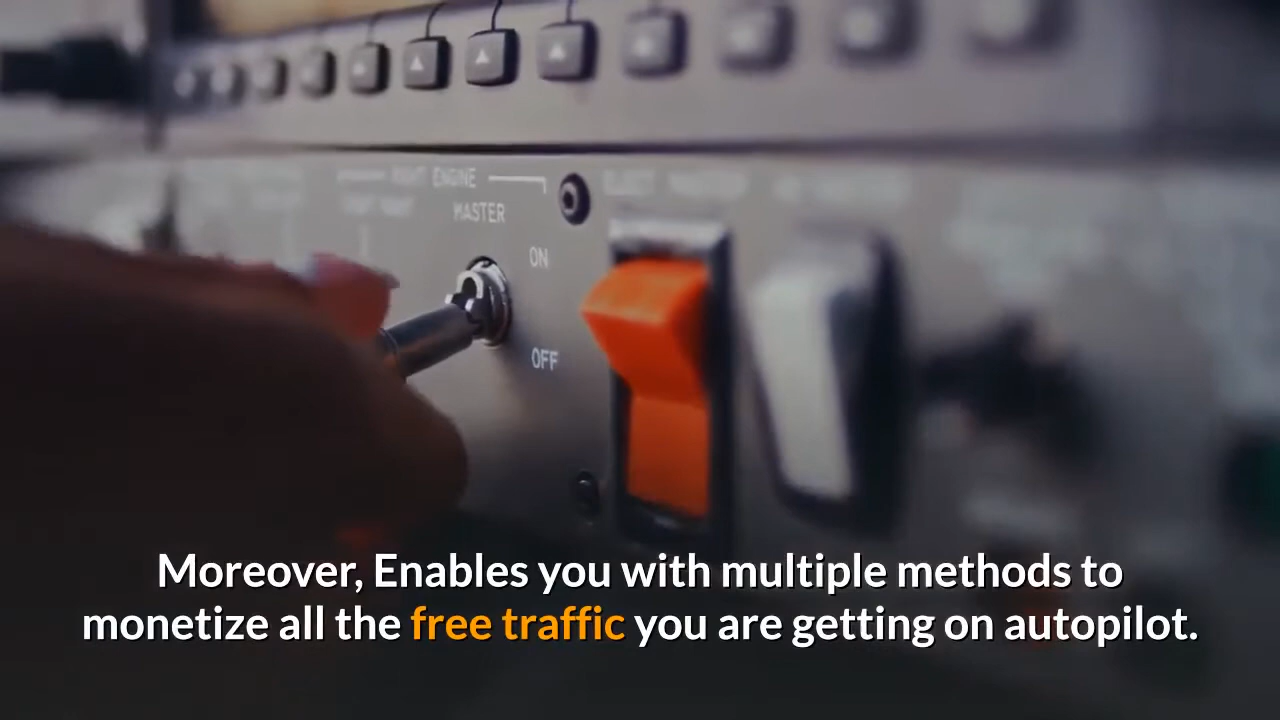 ENGINE
MASTER
ON
OFF
Moreover, Enables you with multiple methods to
monetize all the free traffic you are getting on autopilot.